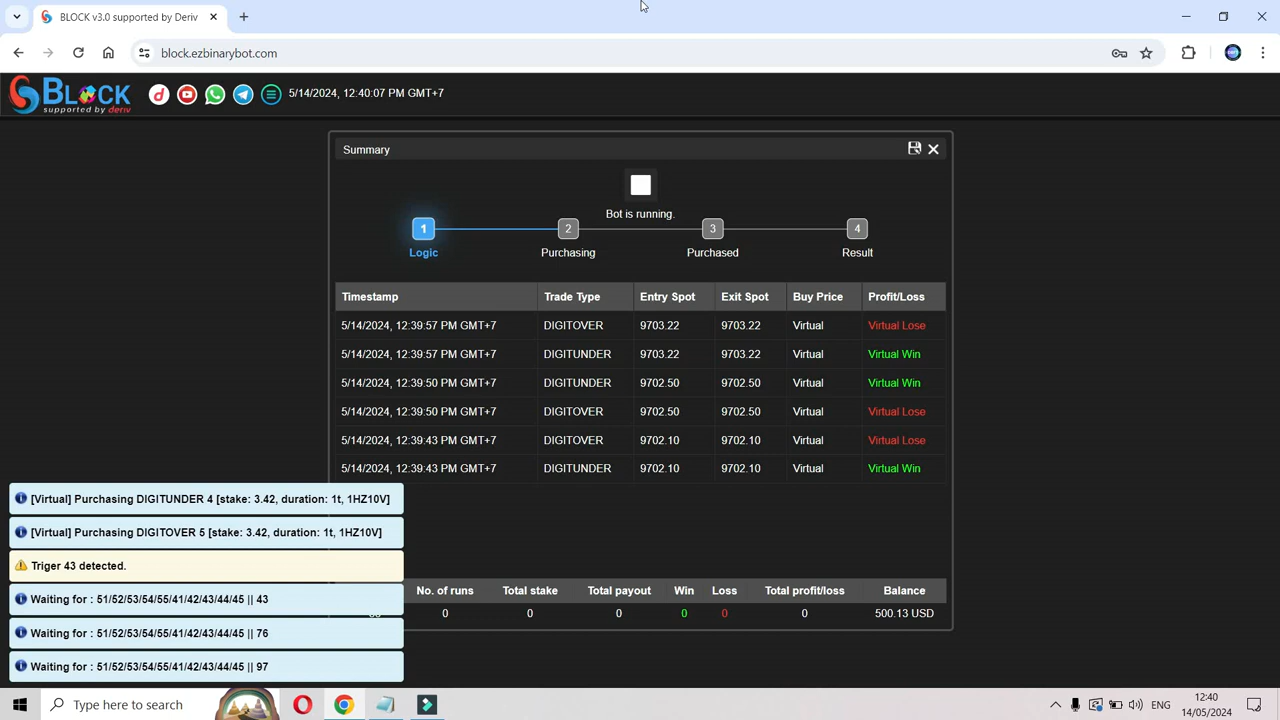 BLOCK v3.0 supported by Deriv
block.ezbinarybot.com
BLOCK
supported by deriv
5/14/2024, 12:40:07 PM GMT+7
Summary
Bot is running.
1 2 3 4
Logic Purchasing Purchased Result
Timestamp Trade Type Entry Spot Exit Spot Buy Price Profit/Loss
5/14/2024, 12:39:57 PM GMT+7 DIGITOVER 9703.22 9703.22 Virtual Virtual Lose
5/14/2024, 12:39:57 PM GMT+7 DIGITUNDER 9703.22 9703.22 Virtual Virtual Win
5/14/2024, 12:39:50 PM GMT+7 DIGITUNDER 9702.50 9702.50 Virtual Virtual Win
5/14/2024, 12:39:50 PM GMT+7 DIGITOVER 9702.50 9702.50 Virtual Virtual Lose
5/14/2024, 12:39:43 PM GMT+7 DIGITOVER 9702.10 9702.10 Virtual Virtual Lose
5/14/2024, 12:39:43 PM GMT+7 DIGITUNDER 9702.10 9702.10 Virtual Virtual Win
[Virtual] Purchasing DIGITUNDER 4 [stake: 3.42, duration: 1t, 1HZ10V]
[Virtual] Purchasing DIGITOVER 5 [stake: 3.42, duration: 1t, 1HZ10V]
Triger 43 detected.
Waiting for : 51/52/53/54/55/41/42/43/44/45 || 43
Waiting for : 51/52/53/54/55/41/42/43/44/45 || 76
Waiting for : 51/52/53/54/55/41/42/43/44/45 || 97
No. of runs Total stake Total payout Win Loss Total profit/loss Balance
0 0 0 0 0 0 500.13 USD
Type here to search
ENG
12:40
14/05/2024